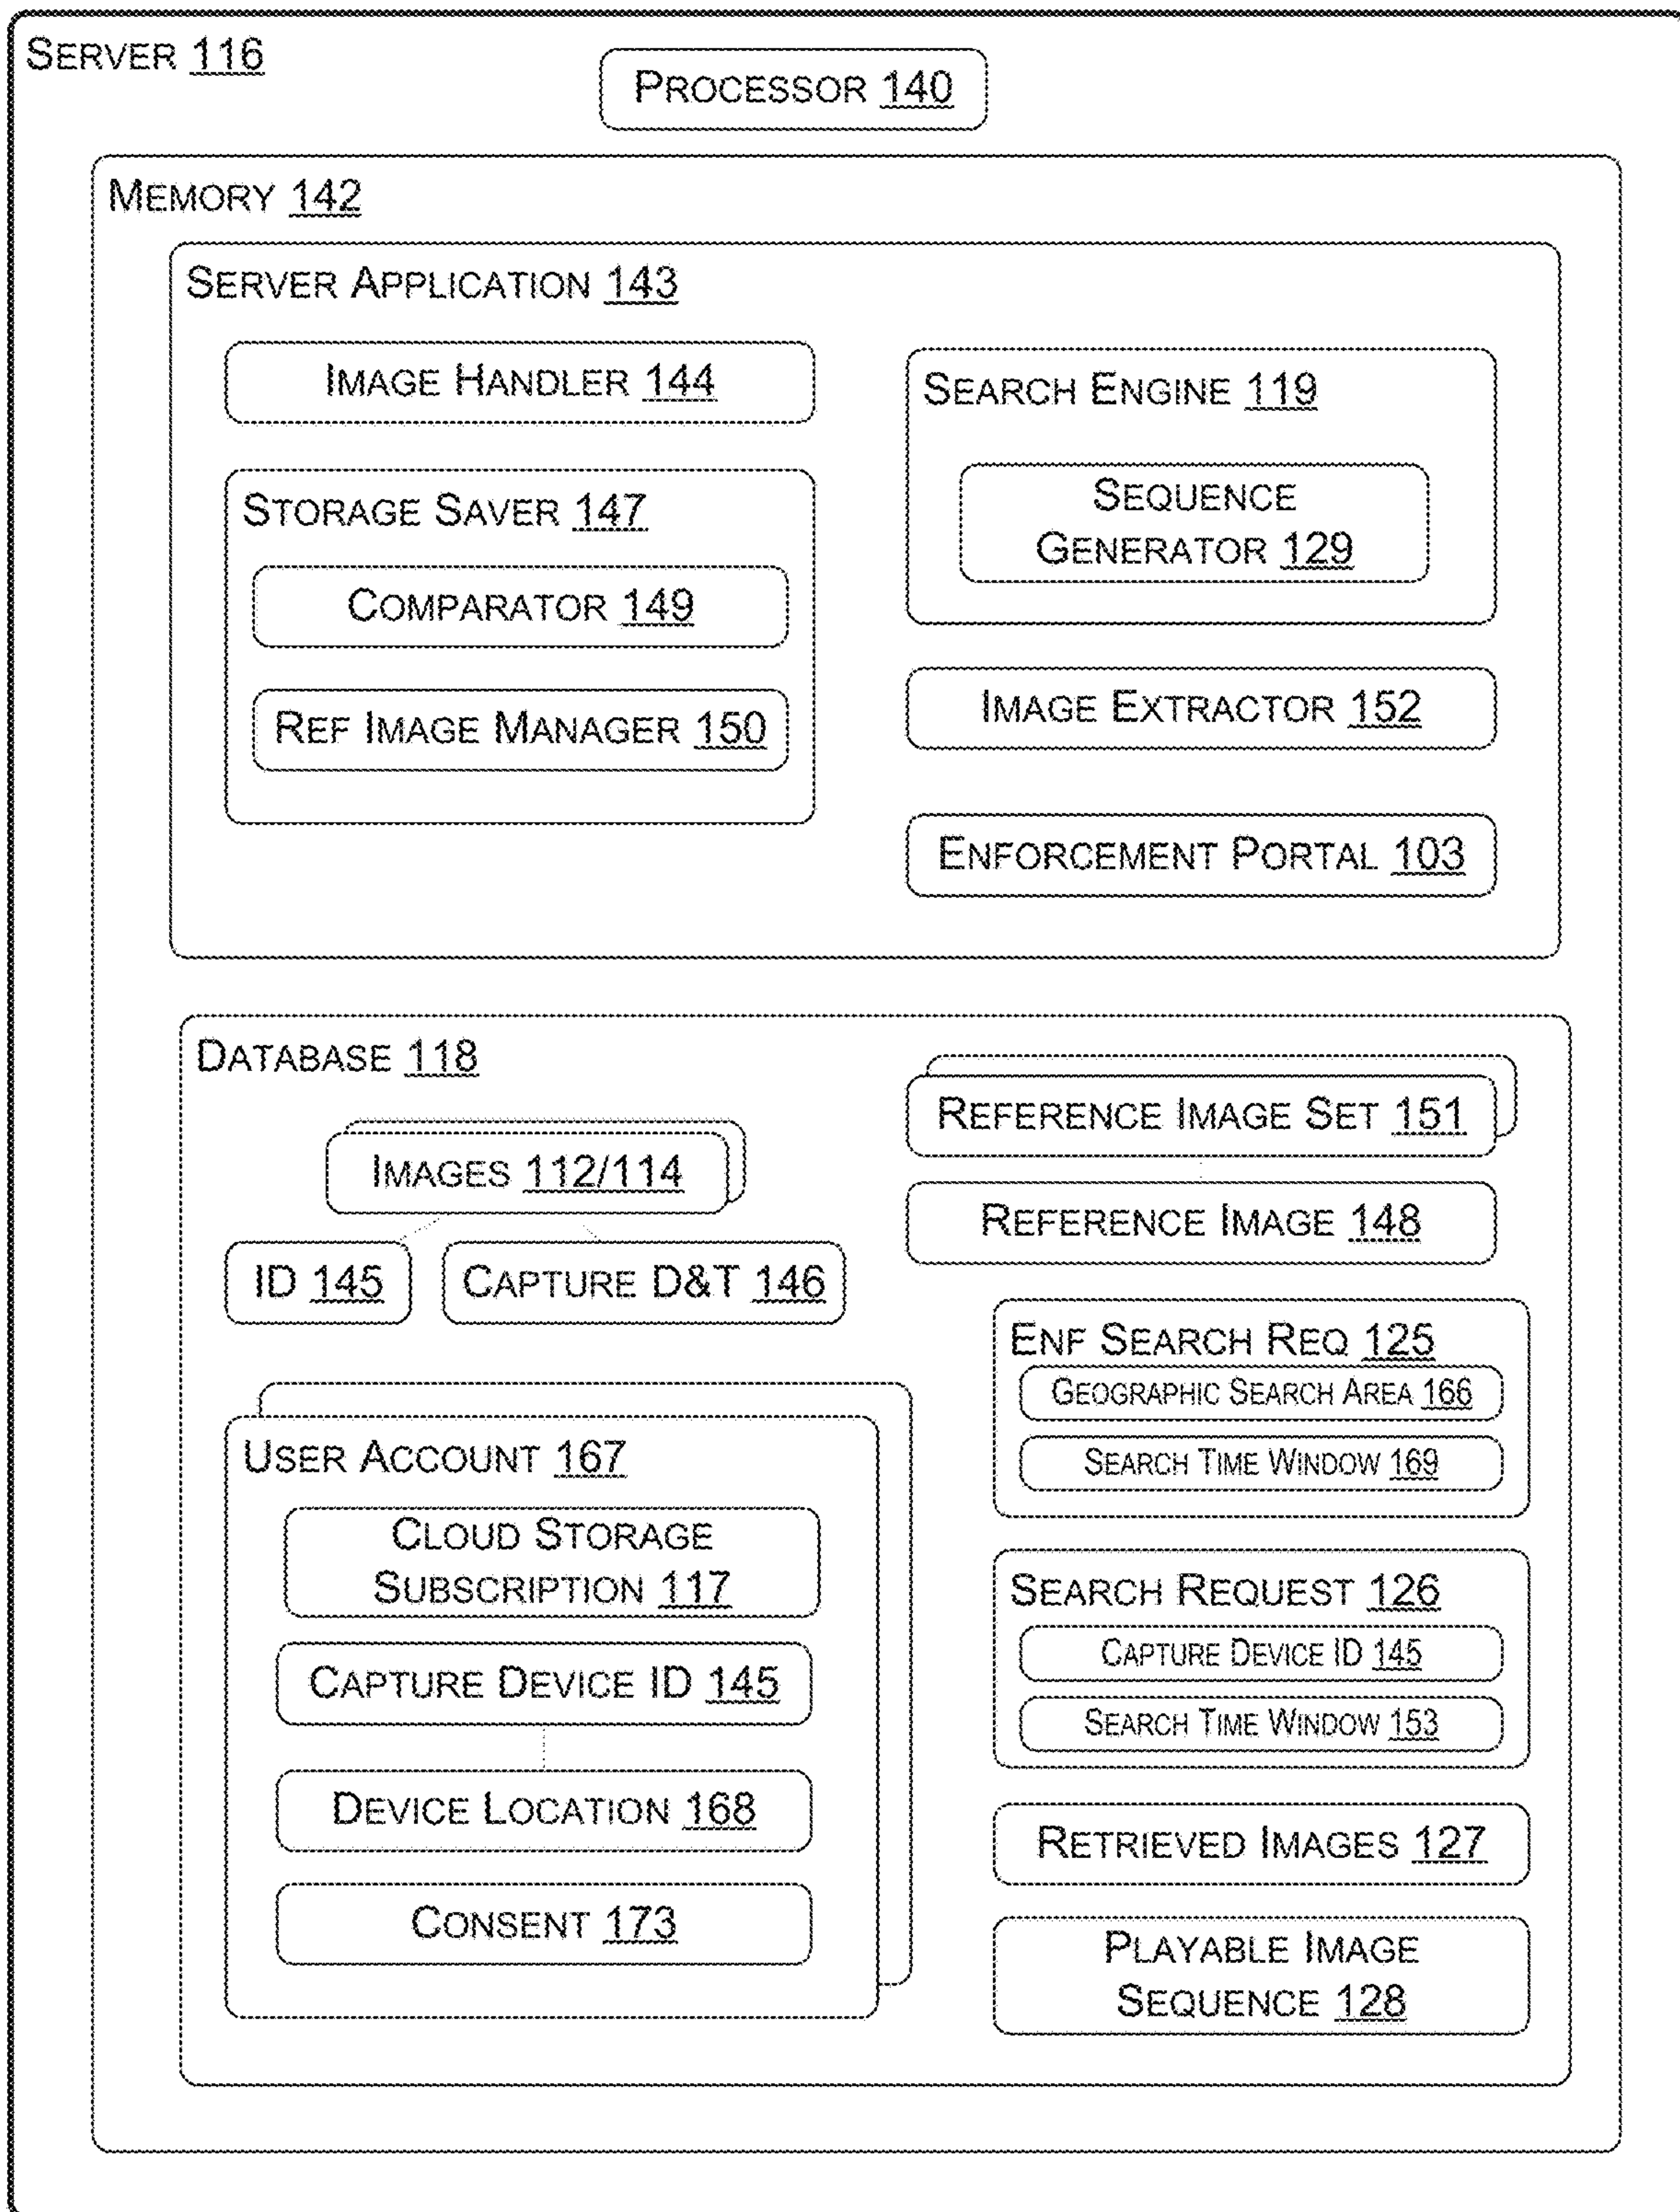 SERVER 116
PROCESSOR 140
MEMORY 142
SERVER APPLICATION 143
IMAGE HANDLER 144
STORAGE SAVER 147
COMPARATOR 149
REF IMAGE MANAGER 150
SEARCH ENGINE 119
SEQUENCE
GENERATOR 129
IMAGE EXTRACTOR 152
ENFORCEMENT PORTAL 103
DATABASE 118
IMAGES 112/114
ID 145
CAPTURE D&T 146
USER ACCOUNT 167
CLOUD STORAGE
SUBSCRIPTION 117
CAPTURE DEVICE ID 145
DEVICE LOCATION 168
CONSENT 173
REFERENCE IMAGE SET 151
REFERENCE IMAGE 148
ENF SEARCH REQ 125
GEOGRAPHIC SEARCH AREA 166
SEARCH TIME WINDOW 169
SEARCH REQUEST 126
CAPTURE DEVICE ID 145
SEARCH TIME WINDOW 153
RETRIEVED IMAGES 127
PLAYABLE IMAGE
SEQUENCE 128